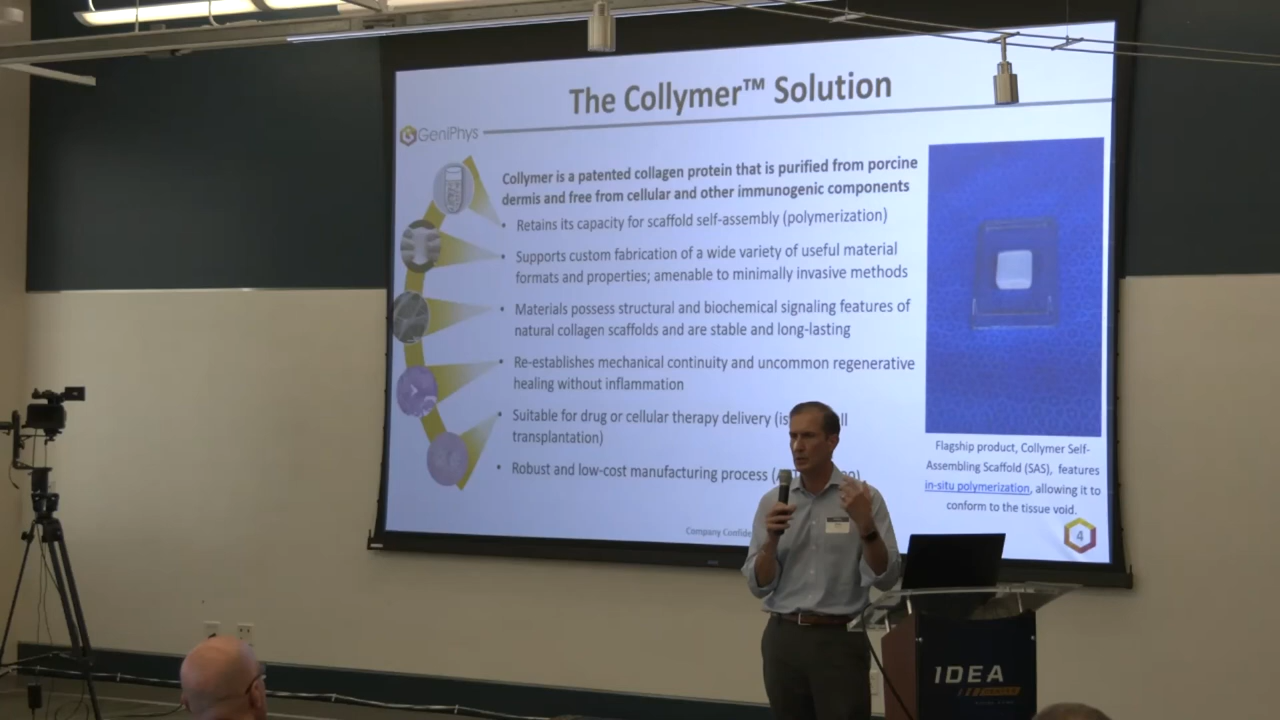 The Collymer™ Solution
GeniPhys
Collymer is a patented collagen protein that is purified from porcine
dermis and free from cellular and other immunogenic components
• Retains its capacity for scaffold self-assembly (polymerization)
• Supports custom fabrication of a wide variety of useful material
formats and properties; amenable to minimally invasive methods
• Materials possess structural and biochemical signaling features of
natural collagen scaffolds and are stable and long-lasting
• Re-establishes mechanical continuity and uncommon regenerative
healing without inflammation
• Suitable for drug or cellular therapy delivery
transplantation)
• Robust and low-cost manufacturing process
Flagship product, Collymer Self-
Assembling Scaffold (SAS), features
in-situ polymerization, allowing it to
conform to the tissue void.
Company
4
IDEA